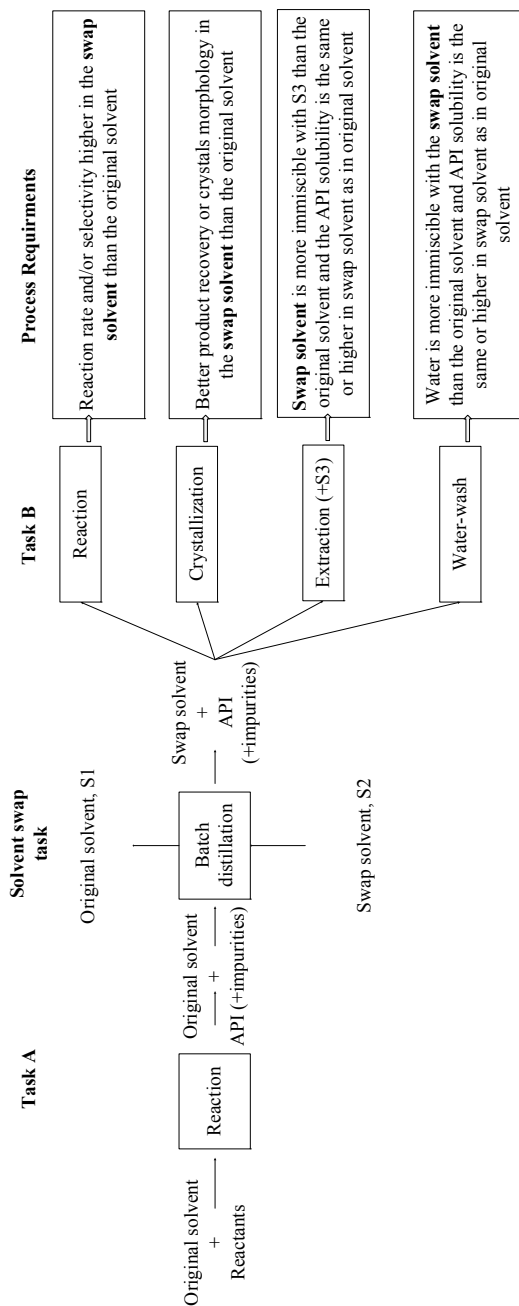 Task A
Solvent swap
task
Task B
Process Requirments
Original solvent
+
Reactants
Reaction
Original solvent
+
API (+impurities)
Original solvent, S1
Batch
distillation
Swap solvent, S2
Swap solvent
+
API
(+impurities)
Reaction
Reaction rate and/or selectivity higher in the swap
solvent than the original solvent
Crystallization
Better product recovery or crystals morphology in
the swap solvent than the original solvent
Extraction (+S3)
Swap solvent is more immiscible with S3 than the
original solvent and the API solubility is the same
or higher in swap solvent as in original solvent
Water-wash
Water is more immiscible with the swap solvent
than the original solvent and API solubility is the
same or higher in swap solvent as in original
solvent